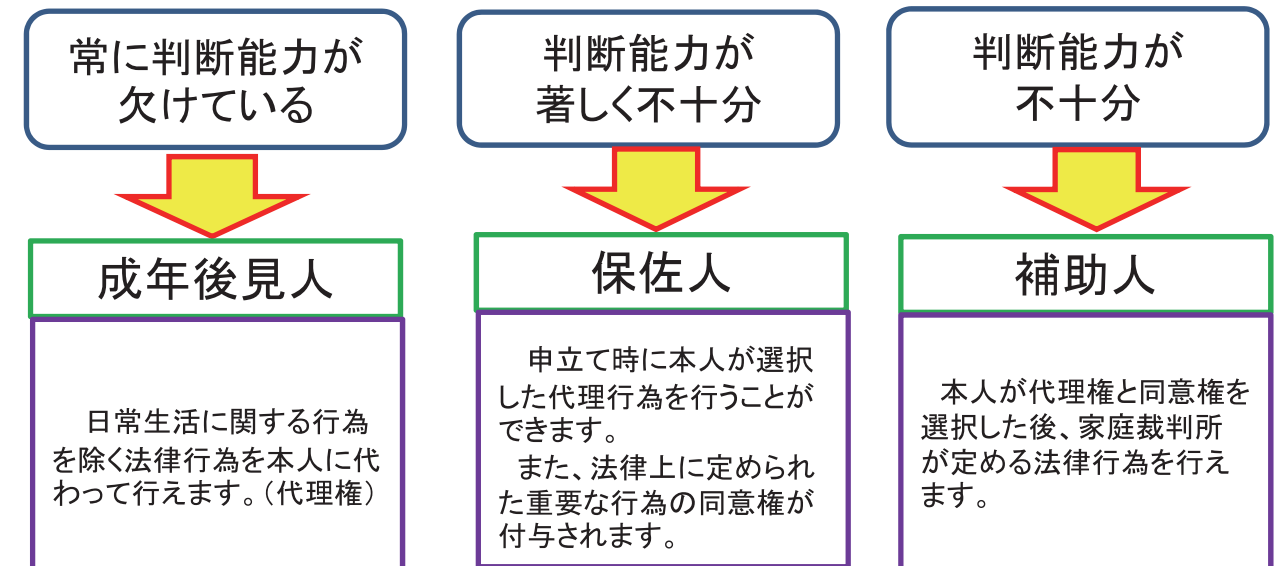 常に判断能力が
欠けている
成年後見人
日常生活に関する行為
を除く法律行為を本人に代
わって行えます。(代理権)
判断能力が
著しく不十分
保佐人
申立て時に本人が選択
した代理行為を行うことが
できます。
また、法律上に定められ
た重要な行為の同意権が
付与されます。
判断能力が
不十分
補助人
本人が代理権と同意権を
選択した後、家庭裁判所
が定める法律行為を行え
ます。